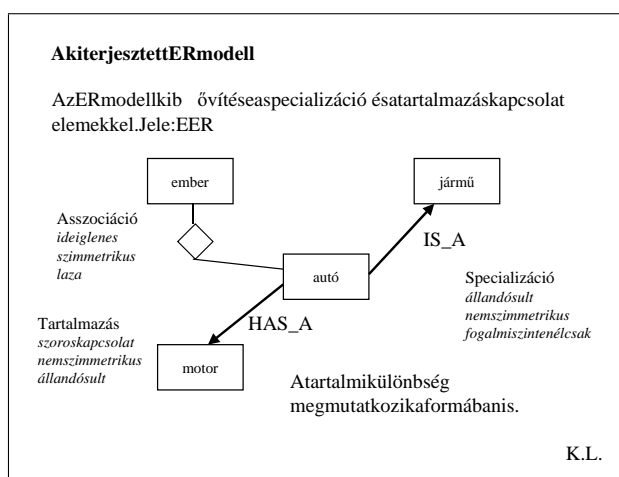 AkiterjesztettERmodell
AzERmodellkib ővítéseaspecializáció ésatartalmazáskapcsolat
elemekkel.Jele:EER
ember
jármű
Asszociáció
ideiglenes
szimmetrikus
laza
IS_A
autó
Specializáció
állandósult
nemszimmetrikus
fogalmiszintenélcsak
Tartalmazás
szoroskapcsolat
nemszimmetrikus
állandósult
HAS_A
motor
Atartalmikülönbség
megmutatkozikaformábanis.
K.L.